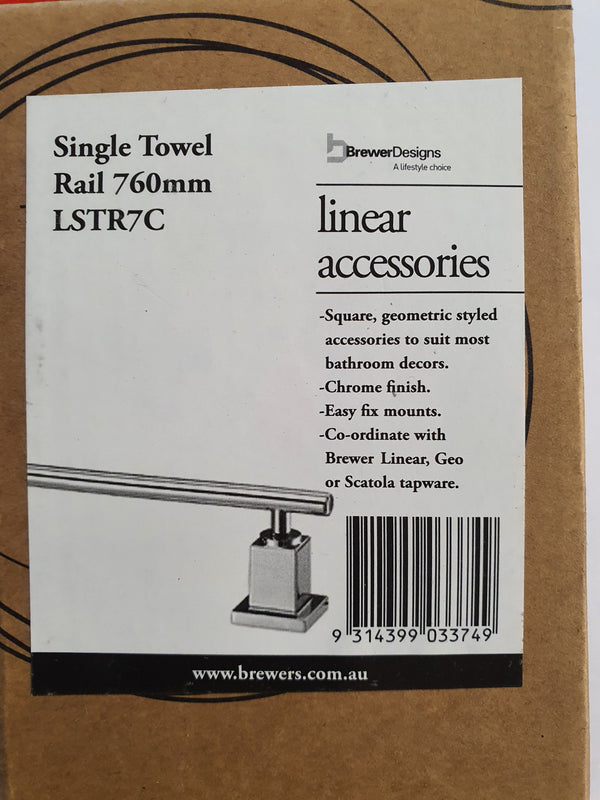 Single Towel
Rail 760mm
LSTR7C
BrewerDesigns
A lifestyle choice
linear
accessories
-Square, geometric styled
accessories to suit most
bathroom decors.
-Chrome finish.
-Easy fix mounts.
-Co-ordinate with
Brewer Linear, Geo
or Scatola tapware.
9 314399 033749
www.brewers.com.au